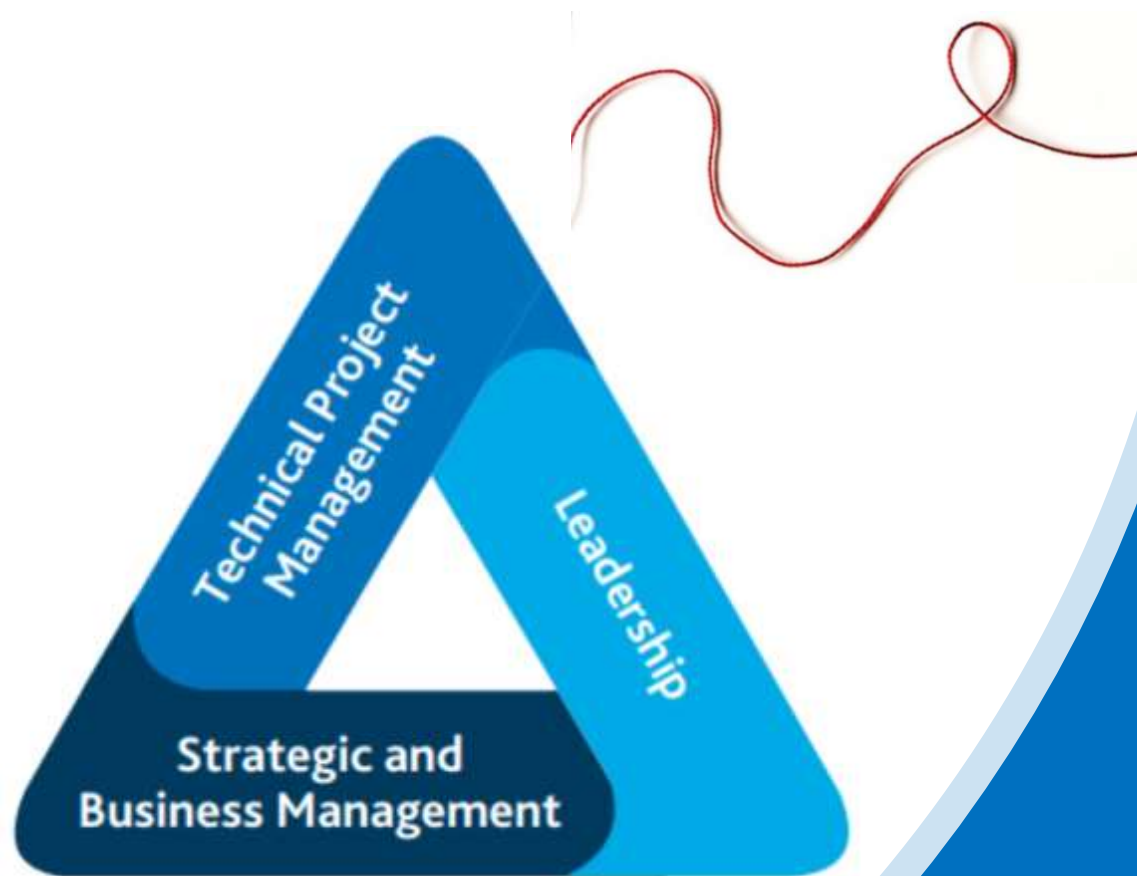 Technical Project
Management
Leadership
Strategic and
Business Management